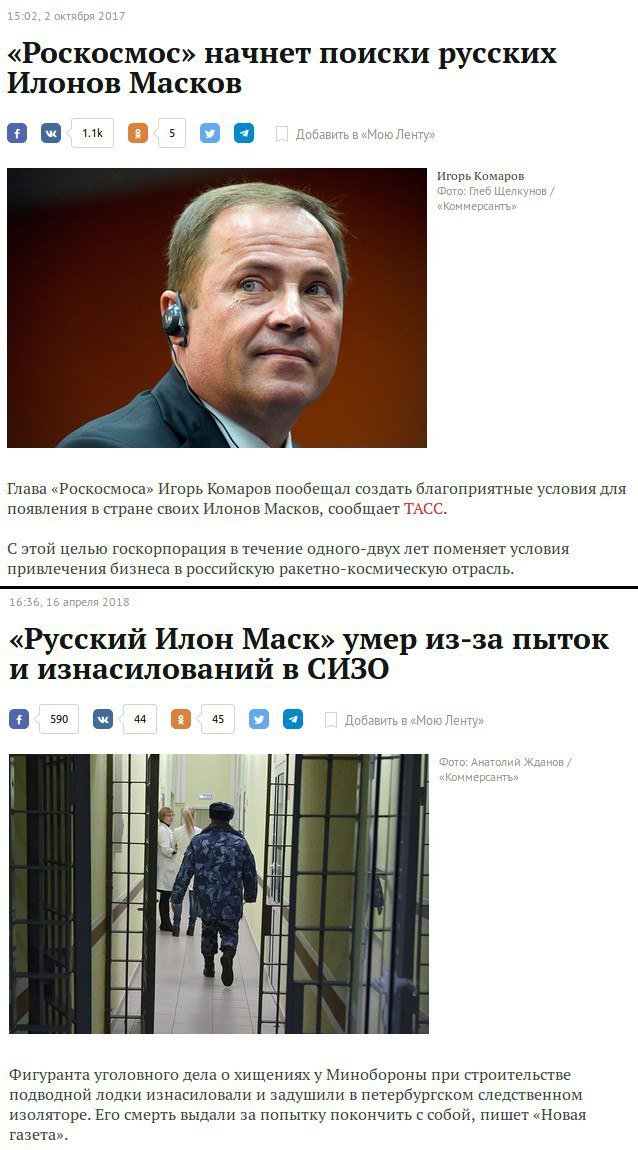 15:02, 2 октября 2017
«Роскосмос» начнет поиски русских
Илонов Масков
1.1k
5
Добавить в «Мою Ленту»
Игорь Комаров
Фото: Глеб Щелкунов /
«Коммерсантъ»
Глава «Роскосмоса» Игорь Комаров пообещал создать благоприятные условия для
появления в стране своих Илонов Масков, сообщает ТАСС.
С этой целью госкорпорация в течение одного-двух лет поменяет условия
привлечения бизнеса в российскую ракетно-космическую отрасль.
16:36, 16 апреля 2018
«Русский Илон Маск» умер из-за пыток
и изнасилований в СИЗО
590
44
45
Добавить в «Мою Ленту»
Фото: Анатолий Жданов /
«Коммерсантъ»
Фигуранта уголовного дела о хищениях у Минобороны при строительстве
подводной лодки изнасиловали и задушили в петербургском следственном
изоляторе. Его смерть выдали за попытку покончить с собой, пишет «Новая
газета».